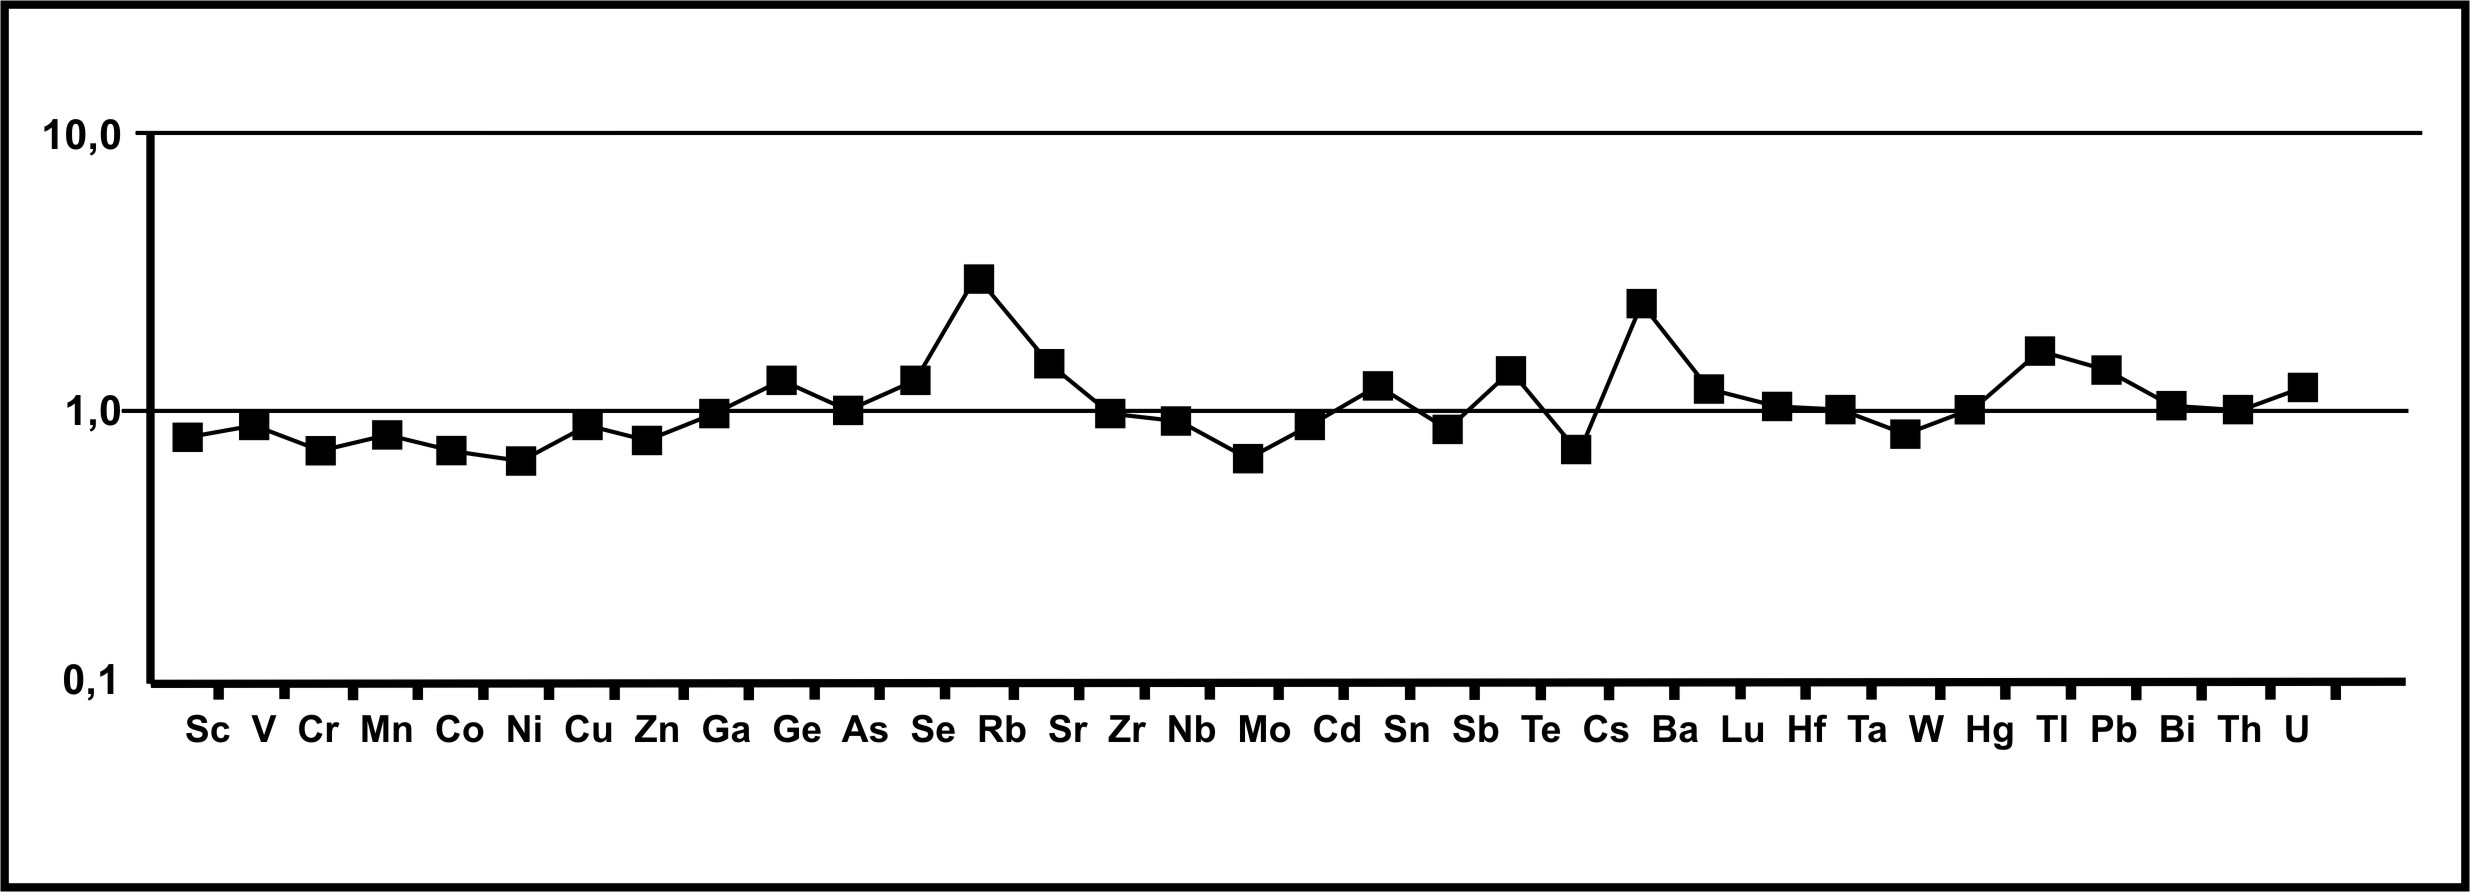 10,0
1,0
0,1
Sc V Cr Mn Co Ni Cu Zn Ga Ge As Se Rb Sr Zr Nb Mo Cd Sn Sb Te Cs Ba Lu Hf Ta W Hg Tl Pb Bi Th U